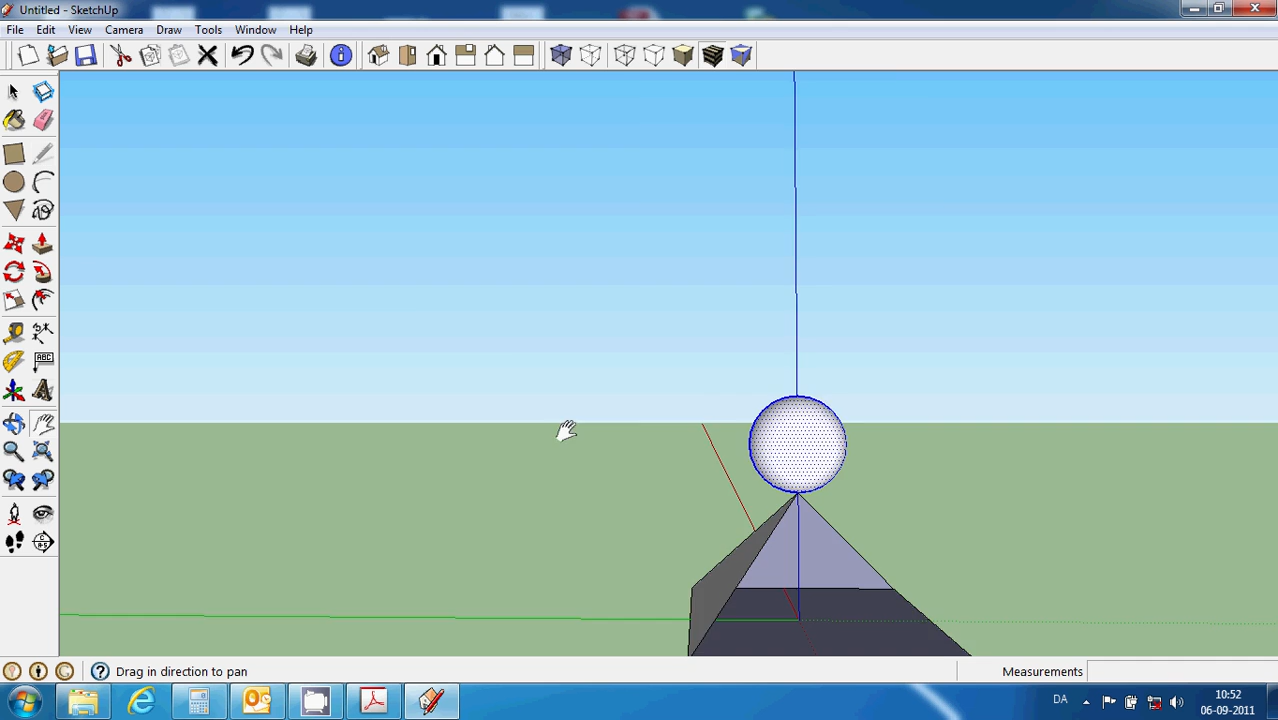 Untitled - SketchUp
File Edit View Camera Draw Tools Window Help
ABC
A
Drag in direction to pan
Measurements
DA
10:52
06-09-2011